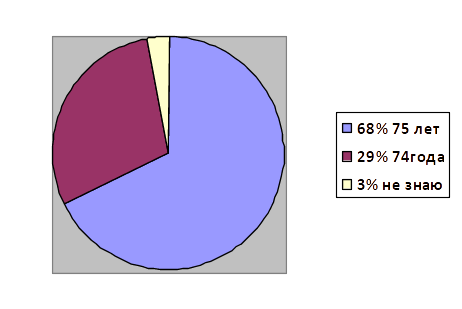 68% 75 лет
29% 74года
3% не знаю